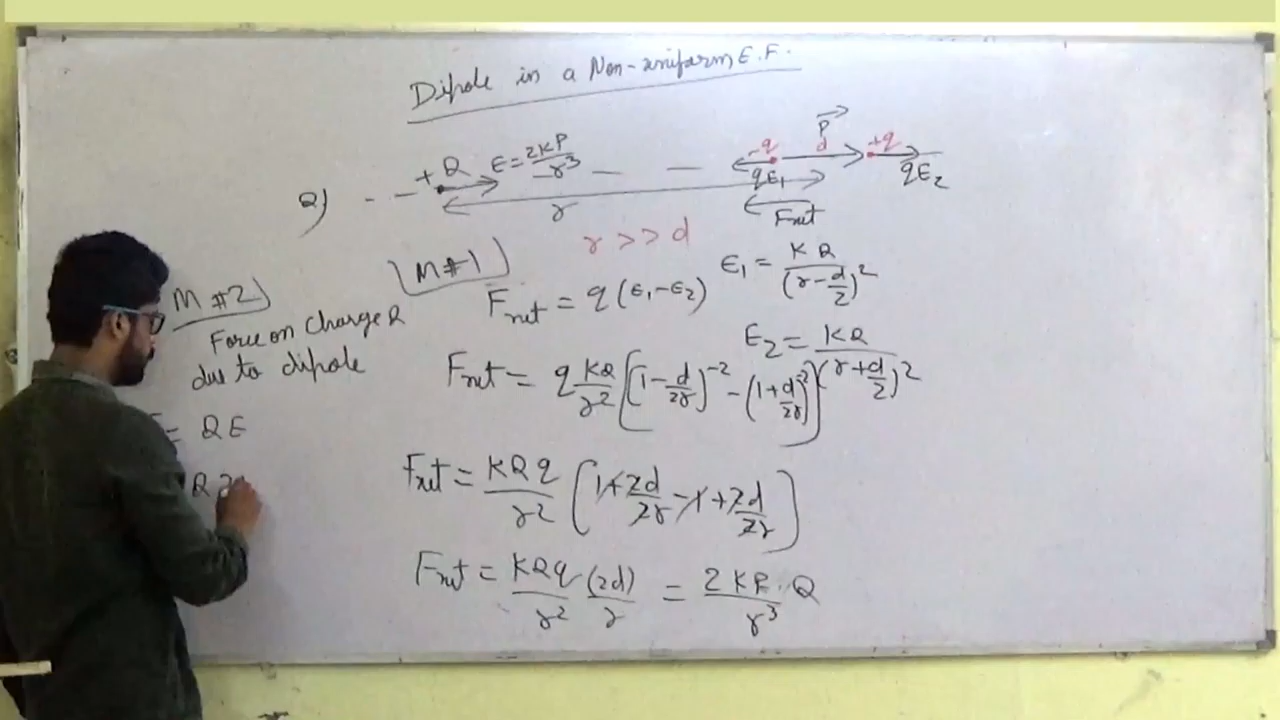 Dipole in a Non-uniform E.F.
Q) +Q E = 2KP/r³ -q qE₁ P d +q qE₂
r Fnet
r >> d
M#1
Fnet = q(E₁-E₂)
E₁ = KQ/(r-d/2)²
E₂ = KQ/(r+d/2)²
Fnet = q KQ/r² [(1-d/2r)⁻² - (1+d/2r)⁻²]
Fnet = KQq/r² [1+2d/2r-1+2d/2r]
Fnet = KQq/r² (2d)/r = 2KP/r³ · Q
M#2
Force on Charge Q
due to dipole
= QE
Q 2